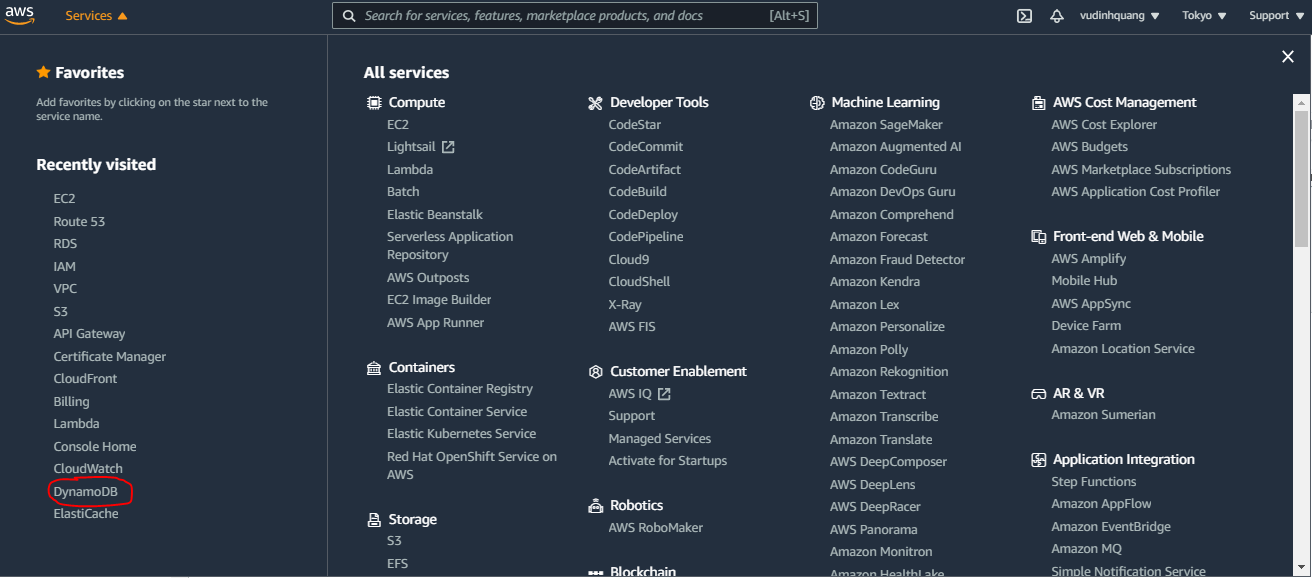 aws
Services
Search for services, features, marketplace products, and docs
[Alt+S]
vudinhquang
Tokyo
Support
Favorites
Add favorites by clicking on the star next to the
service name.
Recently visited
EC2
Route 53
RDS
IAM
VPC
S3
API Gateway
Certificate Manager
CloudFront
Billing
Lambda
Console Home
CloudWatch
DynamoDB
ElastiCache
All services
Compute
EC2
Lightsail
Lambda
Batch
Elastic Beanstalk
Serverless Application
Repository
AWS Outposts
EC2 Image Builder
AWS App Runner
Containers
Elastic Container Registry
Elastic Container Service
Elastic Kubernetes Service
Red Hat OpenShift Service on
AWS
Storage
S3
EFS
Developer Tools
CodeStar
CodeCommit
CodeArtifact
CodeBuild
CodeDeploy
CodePipeline
Cloud9
CloudShell
X-Ray
AWS FIS
Customer Enablement
AWS IQ
Support
Managed Services
Activate for Startups
Robotics
AWS RoboMaker
Blockchain
Machine Learning
Amazon SageMaker
Amazon Augmented AI
Amazon CodeGuru
Amazon DevOps Guru
Amazon Comprehend
Amazon Forecast
Amazon Fraud Detector
Amazon Kendra
Amazon Lex
Amazon Personalize
Amazon Polly
Amazon Rekognition
Amazon Textract
Amazon Transcribe
Amazon Translate
AWS DeepComposer
AWS DeepLens
AWS DeepRacer
AWS Panorama
Amazon Monitron
Amazon HealthLake
AWS Cost Management
AWS Cost Explorer
AWS Budgets
AWS Marketplace Subscriptions
AWS Application Cost Profiler
Front-end Web & Mobile
AWS Amplify
Mobile Hub
AWS AppSync
Device Farm
Amazon Location Service
AR & VR
Amazon Sumerian
Application Integration
Step Functions
Amazon AppFlow
Amazon EventBridge
Amazon MQ
Simple Notification Service